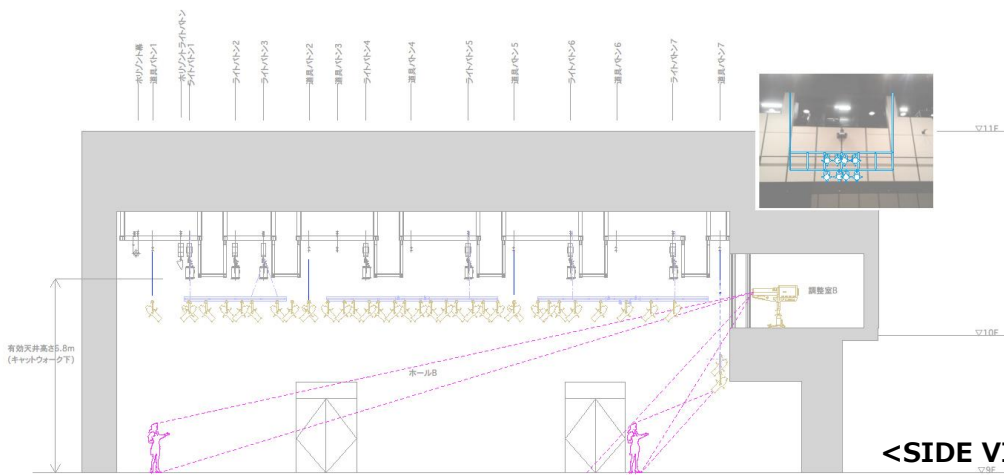 ホリゾント幕
道具バトン1
ホリゾントライトバトン
ライトバトン1
ライトバトン2
ライトバトン3
道具バトン2
道具バトン3
ライトバトン4
道具バトン4
ライトバトン5
道具バトン5
ライトバトン6
道具バトン6
ライトバトン7
道具バトン7
▽11F
調整室B
▽10F
有効天井高さ6.8m
(キャットウォーク下)
ホールB
<SIDE VI
▽9F